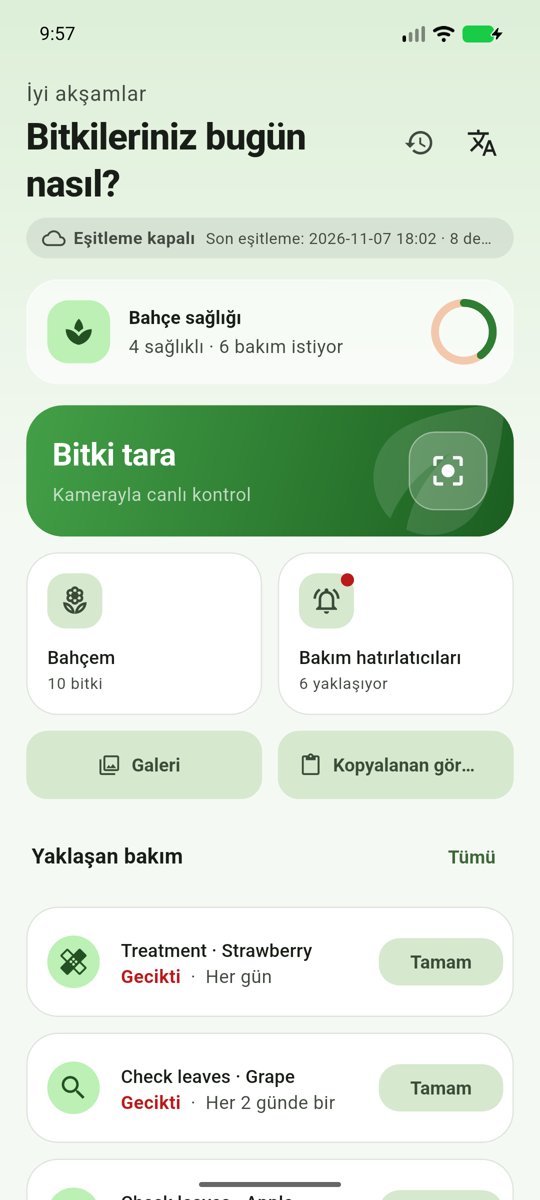 9:57
İyi akşamlar
Bitkileriniz bugün
nasıl?
Eşitleme kapalı Son eşitleme: 2026-11-07 18:02 · 8 de…
Bahçe sağlığı
4 sağlıklı · 6 bakım istiyor
Bitki tara
Kamerayla canlı kontrol
Bahçem
10 bitki
Bakım hatırlatıcıları
6 yaklaşıyor
Galeri
Kopyalanan gör…
Yaklaşan bakım
Tümü
Treatment · Strawberry
Gecikti · Her gün
Tamam
Check leaves · Grape
Gecikti · Her 2 günde bir
Tamam